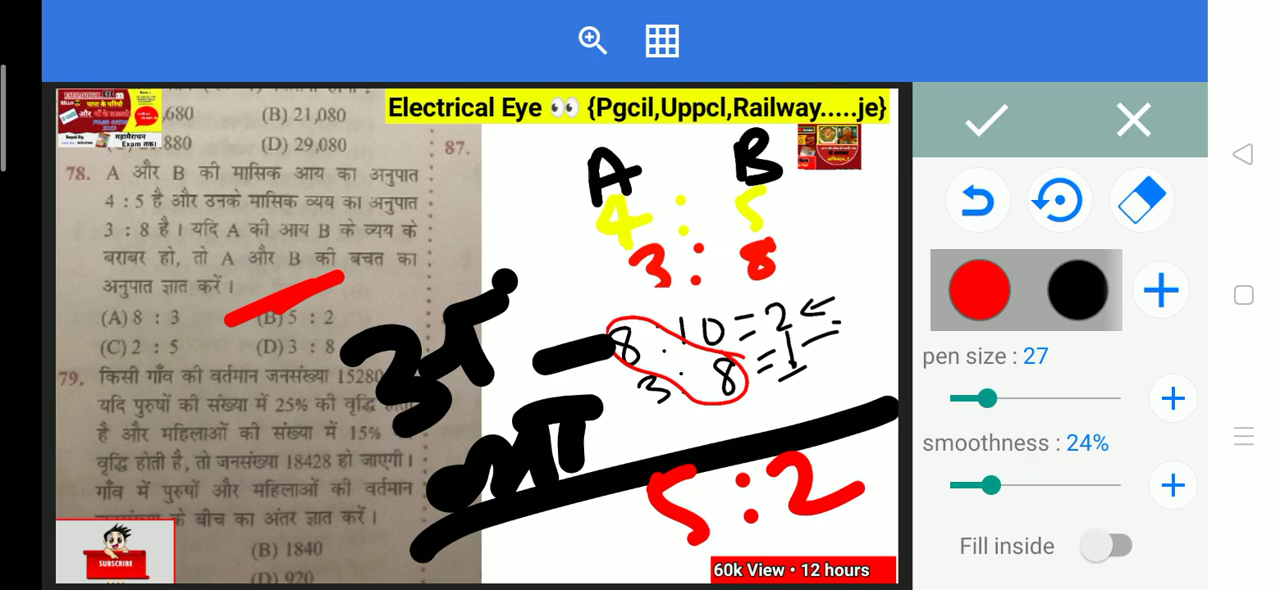 Electrical Eye 👀 {Pgcil,Uppcl,Railway.....je}
,680 (B) 21,080
880 (D) 29,080
87.
78. A और B की मासिक आय का अनुपात
4 : 5 है और उनके मासिक व्यय का अनुपात
3 : 8 है। यदि A की आय B के व्यय के
बराबर हो, तो A और B की बचत का
अनुपात ज्ञात करें।
(A) 8 : 3 (B) 5 : 2
(C) 2 : 5 (D) 3 : 8
79. किसी गाँव की वर्तमान जनसंख्या 15280
यदि पुरुषों की संख्या में 25% की वृद्धि होती
है और महिलाओं की संख्या में 15%
वृद्धि होती है, तो जनसंख्या 18428 हो जाएगी।
गाँव में पुरुषों और महिलाओं की वर्तमान
के बीच का अंतर ज्ञात करें।
(B) 1840
(D) 920
SUBSCRIBE
A B
4 : 5
3 : 8
8 : 10 = 2
3 : 8 = 1
5 : 2
60k View • 12 hours
pen size : 27
smoothness : 24%
Fill inside